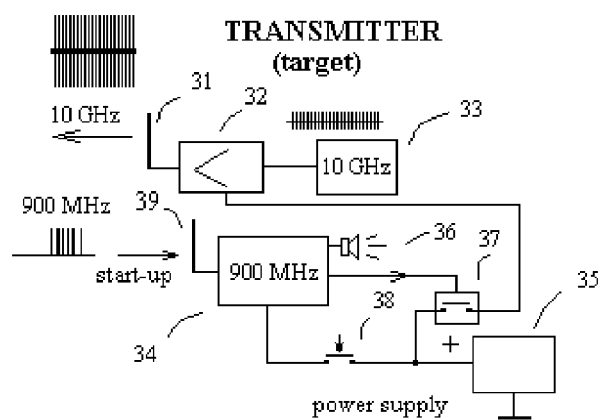 TRANSMITTER
(target)
31
32
33
10 GHz
10 GHz
39
900 MHz
36
37
start-up
900 MHz
38
35
34
+
power supply